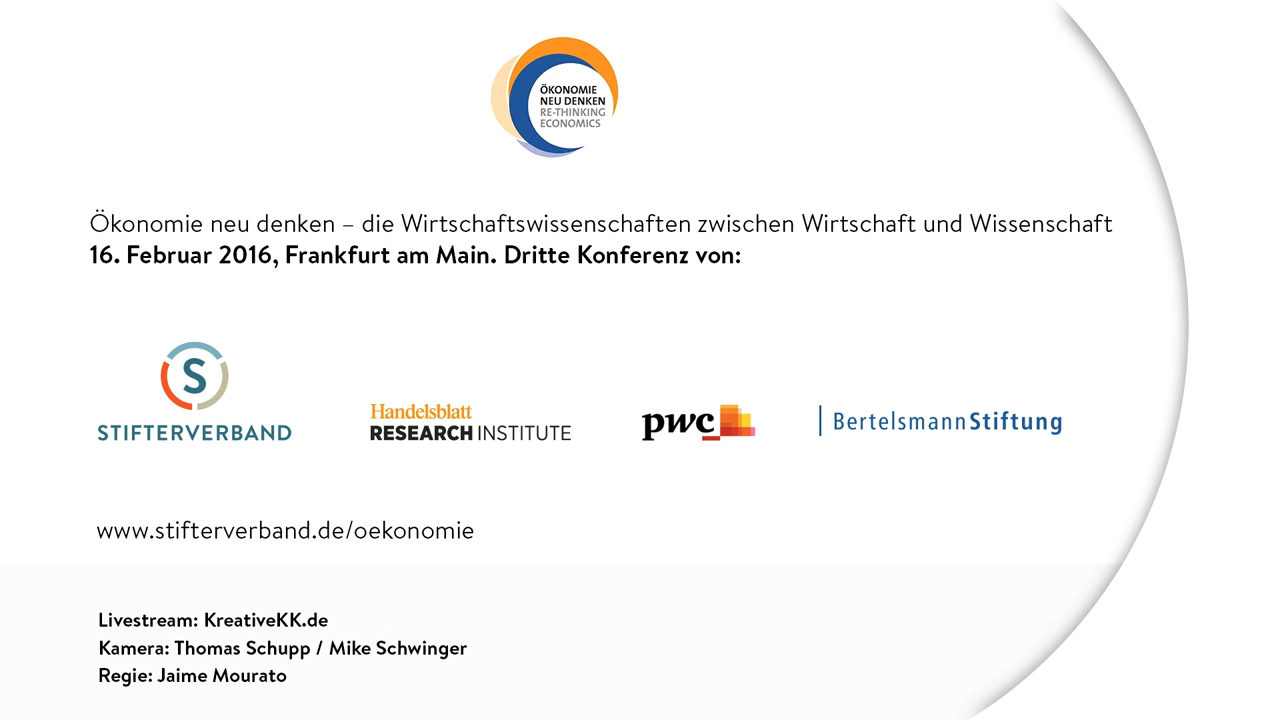 ÖKONOMIE
NEU DENKEN
RE-THINKING
ECONOMICS
Ökonomie neu denken – die Wirtschaftswissenschaften zwischen Wirtschaft und Wissenschaft
16. Februar 2016, Frankfurt am Main. Dritte Konferenz von:
S
STIFTERVERBAND
Handelsblatt
RESEARCH INSTITUTE
pwc
BertelsmannStiftung
www.stifterverband.de/oekonomie
Livestream: KreativeKK.de
Kamera: Thomas Schupp / Mike Schwinger
Regie: Jaime Mourato